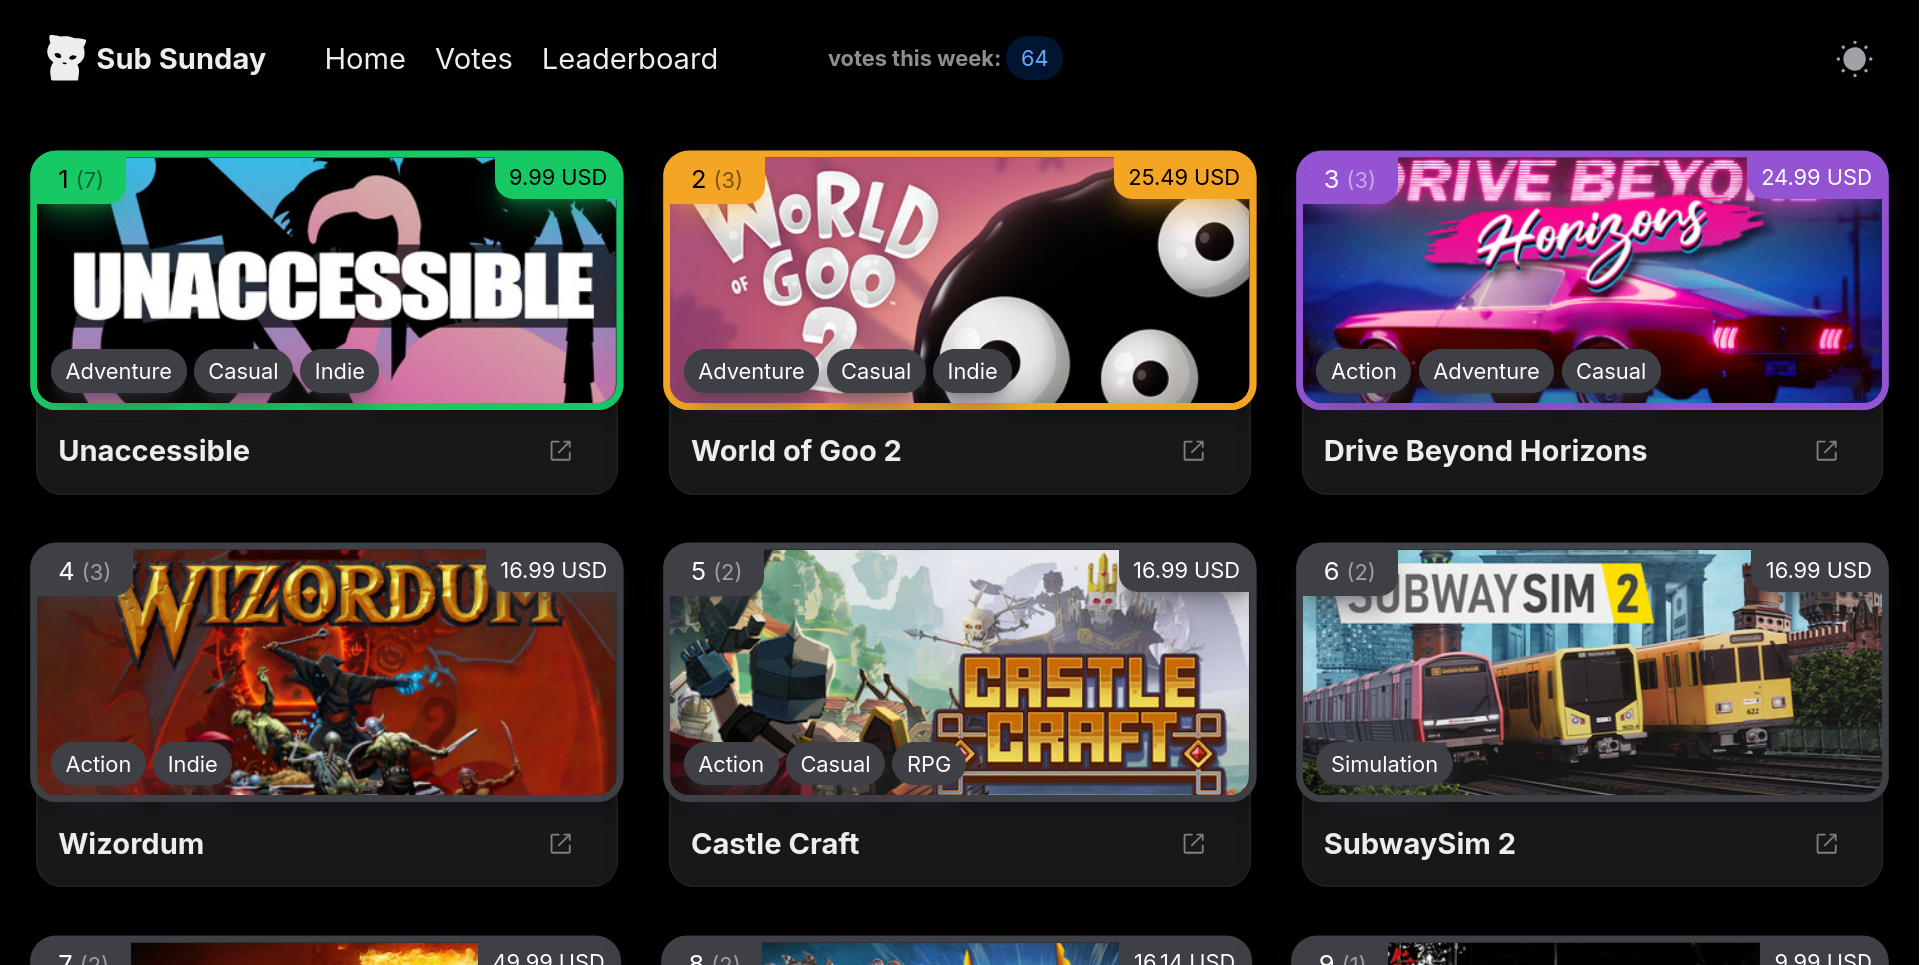 Sub Sunday Home Votes Leaderboard votes this week: 64
1 (7) 9.99 USD
UNACCESSIBLE
Adventure Casual Indie
Unaccessible
2 (3) 25.49 USD
WORLD
OF GOO
2
Adventure Casual Indie
World of Goo 2
3 (3) 24.99 USD
DRIVE BEYOND
Horizons
Action Adventure Casual
Drive Beyond Horizons
4 (3) 16.99 USD
WIZORDUM
Action Indie
Wizordum
5 (2) 16.99 USD
CASTLE
CRAFT
Action Casual RPG
Castle Craft
6 (2) 16.99 USD
SUBWAYSIM 2
622
Simulation
SubwaySim 2
7 (2) 49.99 USD
8 (2) 16.14 USD
9 (1) 9.99 USD